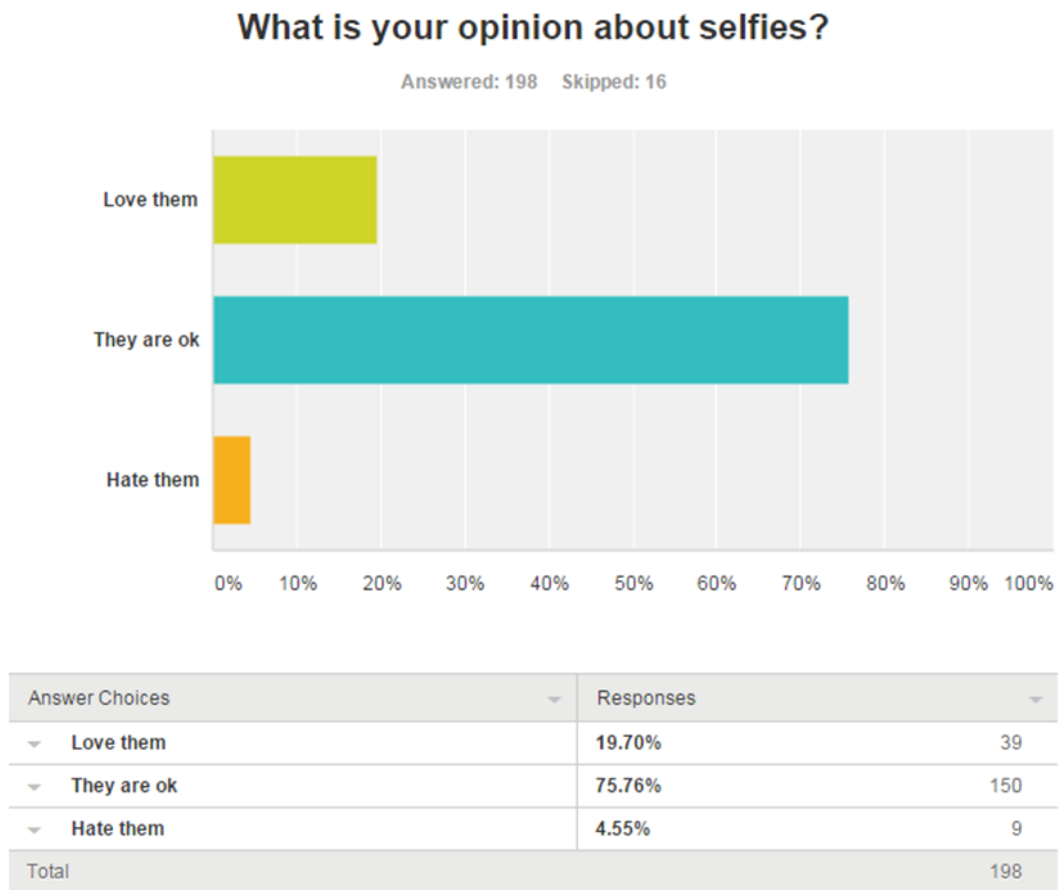 What is your opinion about selfies?
Answered: 198 Skipped: 16
Love them
They are ok
Hate them
0% 10% 20% 30% 40% 50% 60% 70% 80% 90% 100%
Answer Choices Responses
Love them 19.70% 39
They are ok 75.76% 150
Hate them 4.55% 9
Total 198